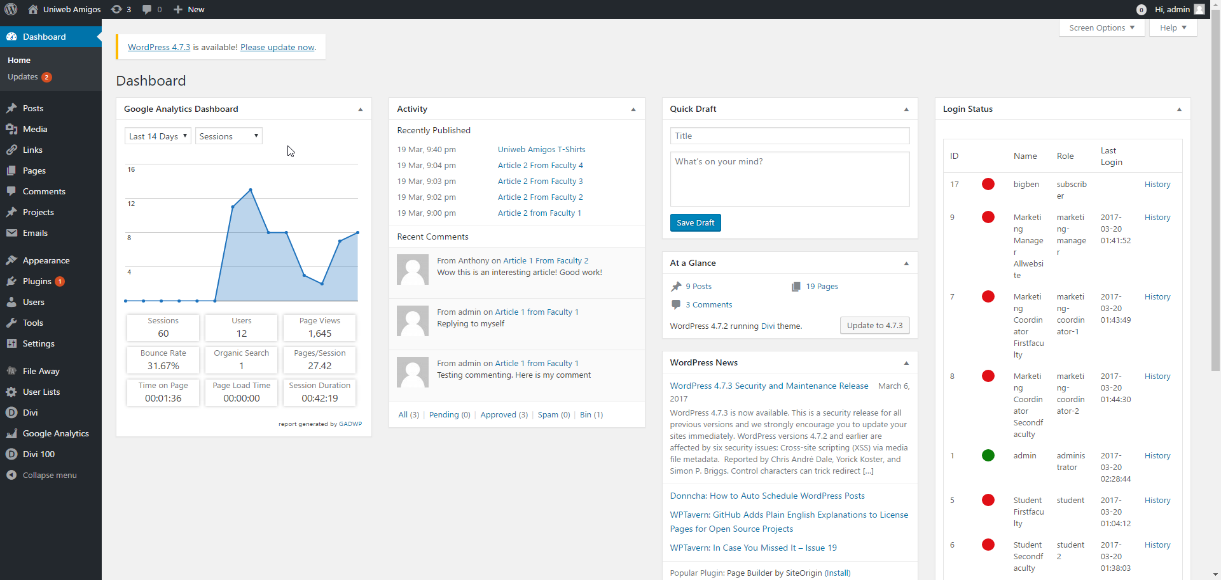 Uniweb Amigos
3
0
New
0
Hi, admin
Dashboard
Home
Updates 2
Posts
Media
Links
Pages
Comments
Projects
Emails
Appearance
Plugins 1
Users
Tools
Settings
File Away
User Lists
Divi
Google Analytics
Divi 100
Collapse menu
Screen Options
Help
WordPress 4.7.3 is available! Please update now.
Dashboard
Google Analytics Dashboard
Last 14 Days
Sessions
16
12
8
4
Sessions
60
Users
12
Page Views
1,645
Bounce Rate
31.67%
Organic Search
1
Pages/Session
27.42
Time on Page
00:01:36
Page Load Time
00:00:00
Session Duration
00:42:19
report generated by GADWP
Activity
Recently Published
19 Mar, 9:40 pm Uniweb Amigos T-Shirts
19 Mar, 9:04 pm Article 2 From Faculty 4
19 Mar, 9:03 pm Article 2 From Faculty 3
19 Mar, 9:02 pm Article 2 From Faculty 2
19 Mar, 9:00 pm Article 2 from Faculty 1
Recent Comments
From Anthony on Article 1 From Faculty 2
Wow this is an interesting article! Good work!
From admin on Article 1 from Faculty 1
Replying to myself
From admin on Article 1 from Faculty 1
Testing commenting. Here is my comment
All (3) | Pending (0) | Approved (3) | Spam (0) | Bin (1)
Quick Draft
Title
What's on your mind?
Save Draft
At a Glance
9 Posts
19 Pages
3 Comments
WordPress 4.7.2 running Divi theme.
Update to 4.7.3
WordPress News
WordPress 4.7.3 Security and Maintenance Release March 6,
2017
WordPress 4.7.3 is now available. This is a security release for all
previous versions and we strongly encourage you to update your
sites immediately. WordPress versions 4.7.2 and earlier are
affected by six security issues: Cross-site scripting (XSS) via media
file metadata. Reported by Chris André Dale, Yorick Koster, and
Simon P. Briggs. Control characters can trick redirect [...]
Donncha: How to Auto Schedule WordPress Posts
WPTavern: GitHub Adds Plain English Explanations to License
Pages for Open Source Projects
WPTavern: In Case You Missed It – Issue 19
Popular Plugin: Page Builder by SiteOrigin (Install)
Login Status
ID
Name
Role
Last
Login
17
bigben
subscrib
er
History
9
Marketi
ng
Manage
r
Allwebsi
te
marketi
ng-
manage
r
2017-
03-20
01:41:52
History
7
Marketi
ng
Coordin
ator
Firstfacu
lty
marketi
ng-
coordin
ator-1
2017-
03-20
01:43:49
History
8
Marketi
ng
Coordin
ator
Secondf
aculty
marketi
ng-
coordin
ator-2
2017-
03-20
01:44:30
History
1
admin
adminis
trator
2017-
03-20
02:28:44
History
5
Student
Firstfacu
lty
student
2017-
03-20
01:04:12
History
6
Student
Secondf
aculty
student
2
2017-
03-20
01:38:03
History